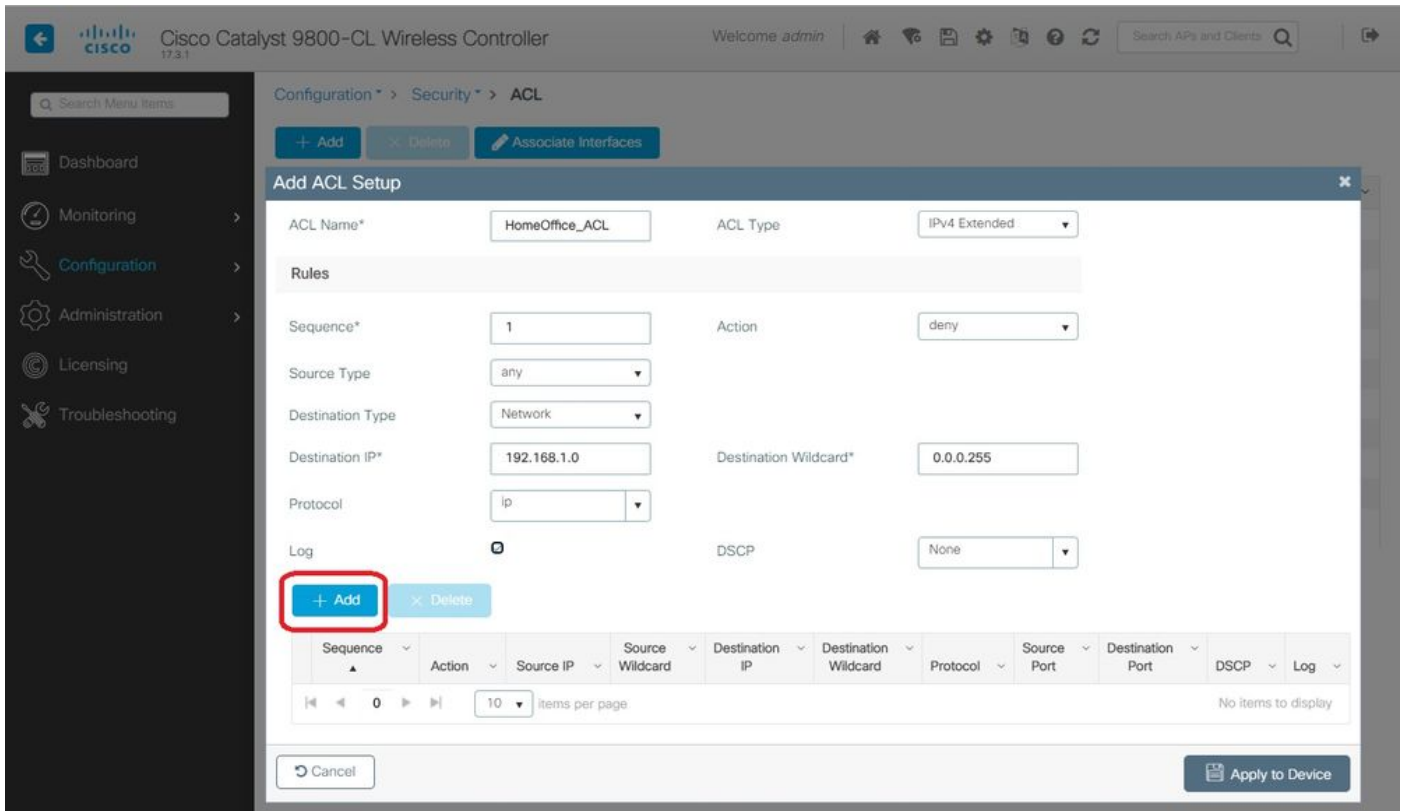 CISCO Cisco Catalyst 9800-CL Wireless Controller Welcome admin Search APs and Clients
17.3.1
Search Menu Items
Configuration > Security > ACL
+ Add × Delete Associate Interfaces
Dashboard
Monitoring
Configuration
Administration
Licensing
Troubleshooting
Add ACL Setup
ACL Name* HomeOffice_ACL ACL Type IPv4 Extended
Rules
Sequence* 1 Action deny
Source Type any
Destination Type Network
Destination IP* 192.168.1.0 Destination Wildcard* 0.0.0.255
Protocol ip
Log DSCP None
+ Add × Delete
Sequence Action Source IP Source Wildcard Destination IP Destination Wildcard Protocol Source Port Destination Port DSCP Log
0 10 items per page No items to display
Cancel Apply to Device